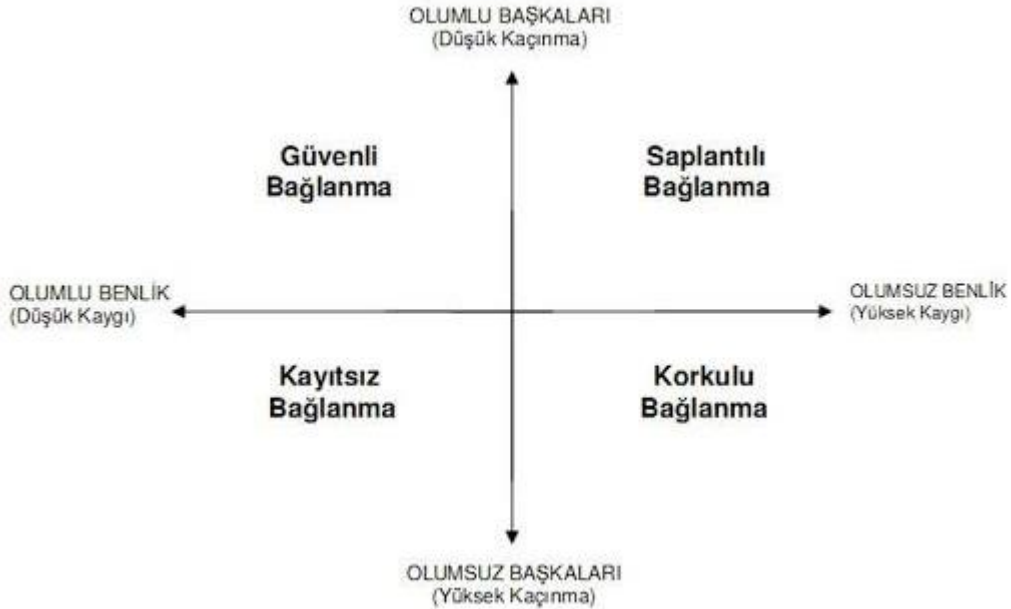 OLUMLU BAŞKALARI
(Düşük Kaçınma)
Güvenli
Bağlanma
Saplantılı
Bağlanma
OLUMLU BENLİK
(Düşük Kaygı)
OLUMSUZ BENLİK
(Yüksek Kaygı)
Kayıtsız
Bağlanma
Korkulu
Bağlanma
OLUMSUZ BAŞKALARI
(Yüksek Kaçınma)